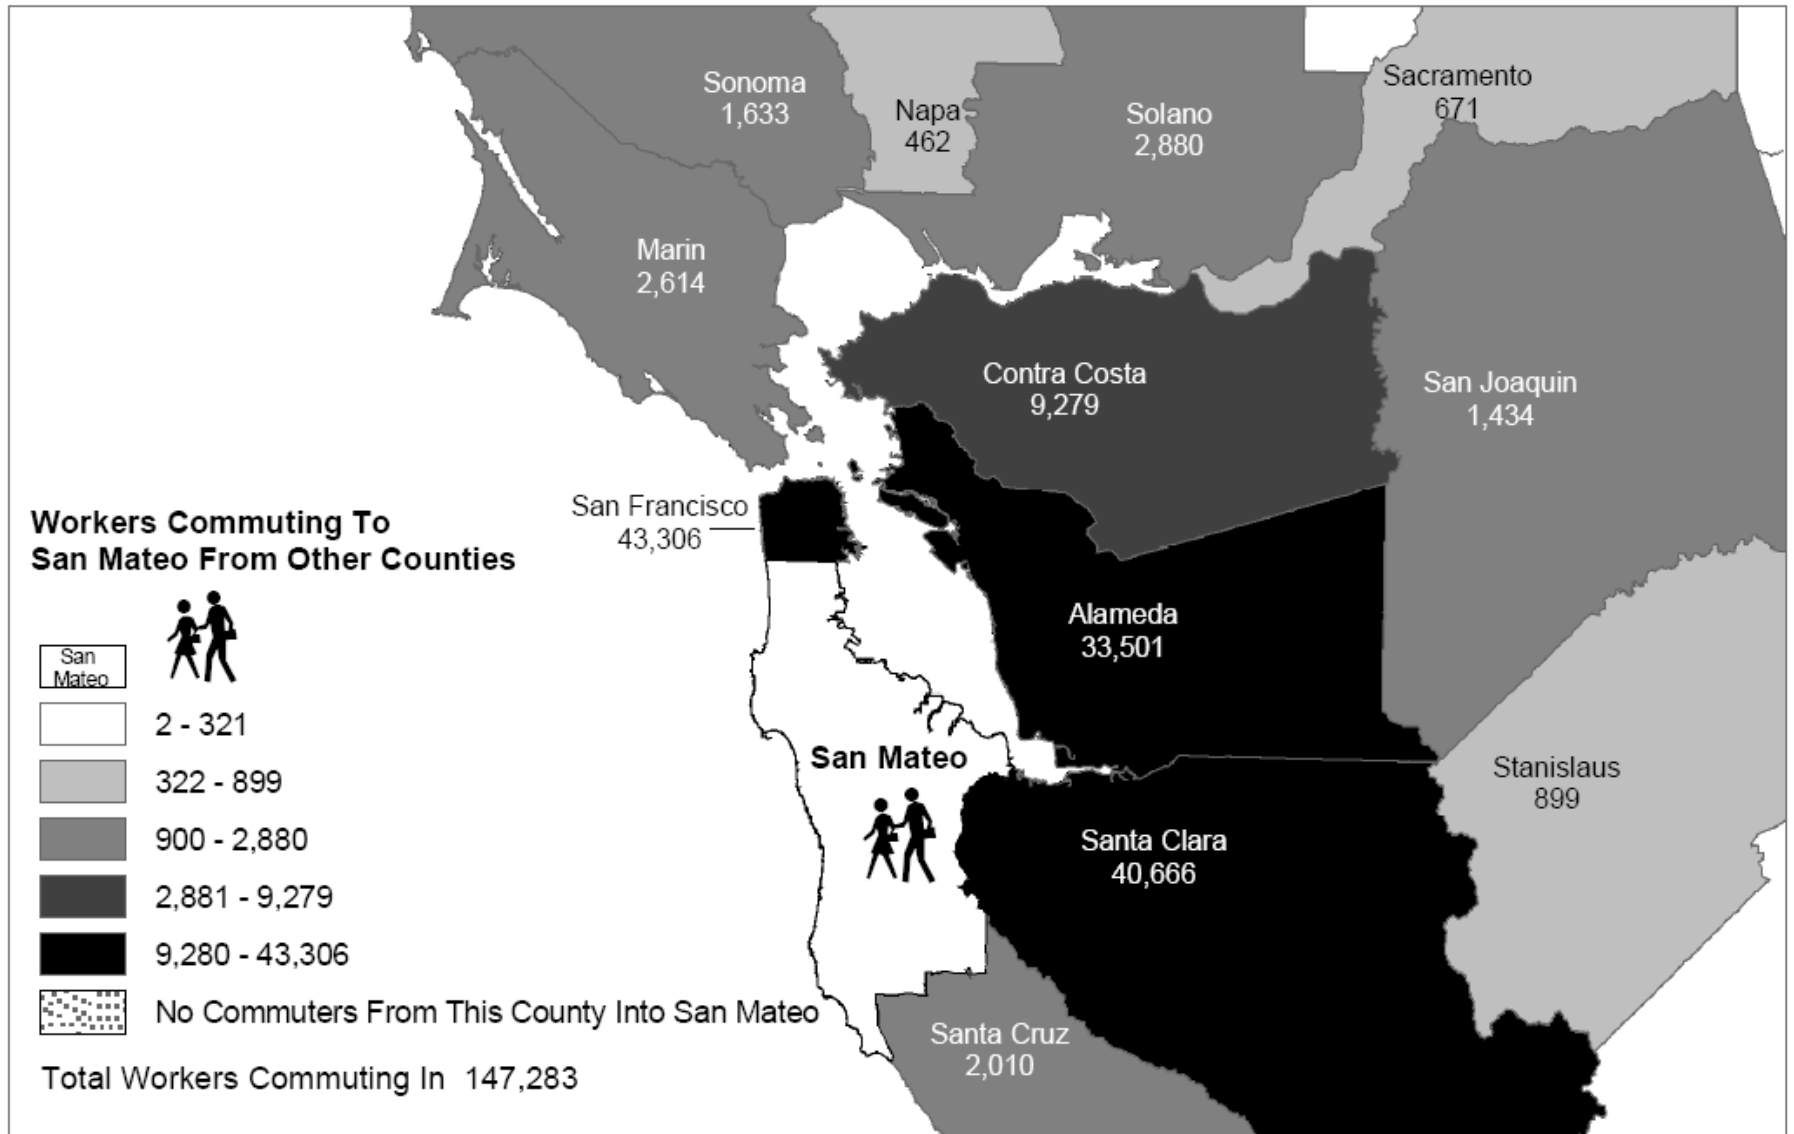 Sonoma
1,633
Napa
462
Solano
2,880
Sacramento
671
Marin
2,614
Contra Costa
9,279
San Joaquin
1,434
San Francisco
43,306
Alameda
33,501
San Mateo
Santa Clara
40,666
Stanislaus
899
Santa Cruz
2,010
Workers Commuting To
San Mateo From Other Counties
San
Mateo
2 - 321
322 - 899
900 - 2,880
2,881 - 9,279
9,280 - 43,306
No Commuters From This County Into San Mateo
Total Workers Commuting In 147,283